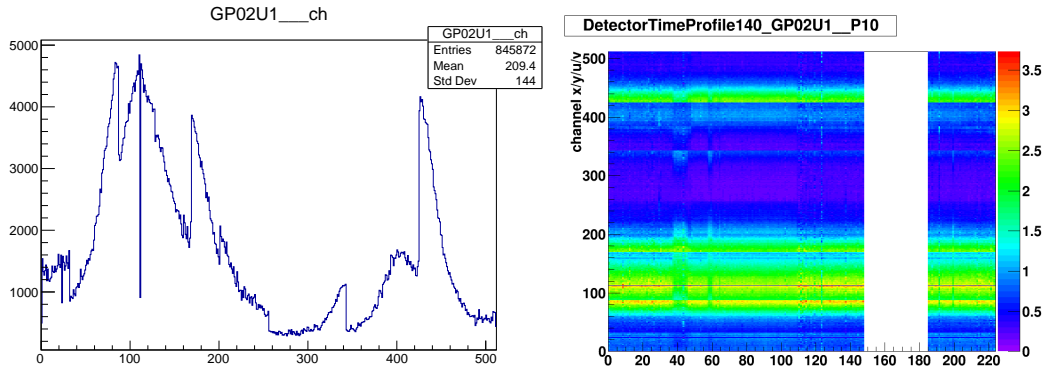 GP02U1___ch
GP02U1___ch
Entries 845872
Mean 209.4
Std Dev 144
5000
4000
3000
2000
1000
0 100 200 300 400 500
DetectorTimeProfile140_GP02U1__P10
channel x/y/u/v
500
400
300
200
100
0
0 20 40 60 80 100 120 140 160 180 200 220
3.5
3
2.5
2
1.5
1
0.5
0